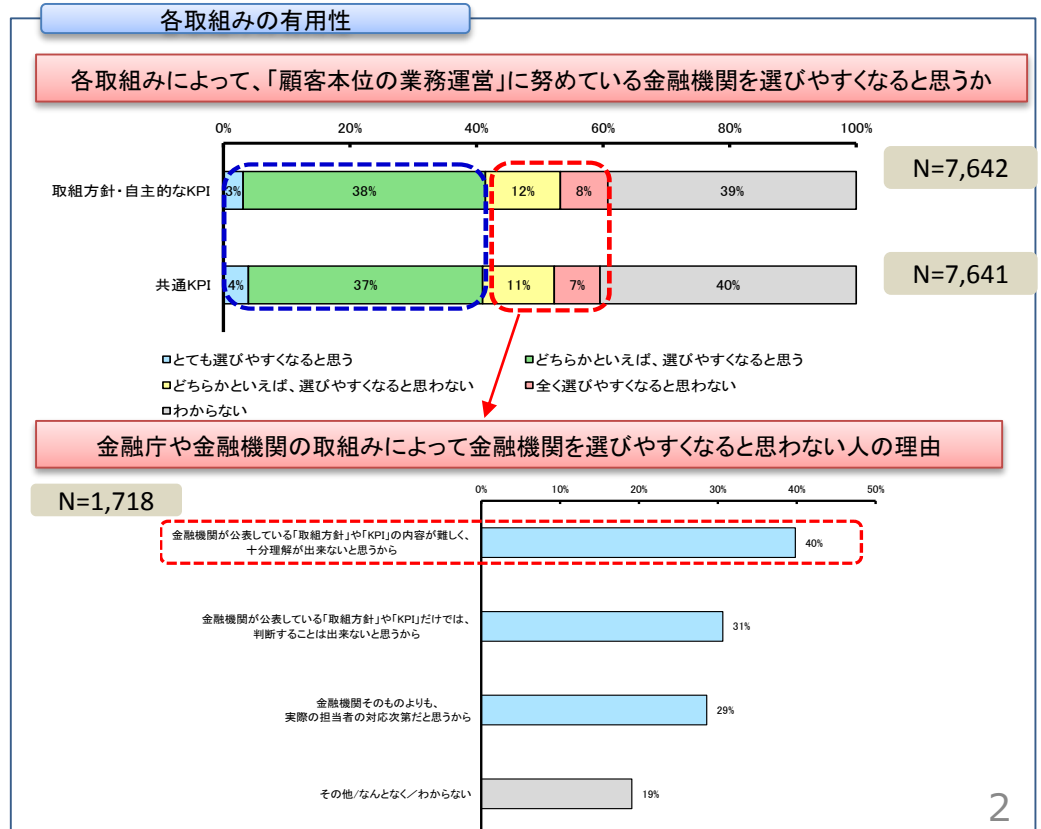 各取組みの有用性
各取組みによって、「顧客本位の業務運営」に努めている金融機関を選びやすくなると思うか
0% 20% 40% 60% 80% 100%
取組方針・自主的なKPI 3% 38% 12% 8% 39% N=7,642
共通KPI 4% 37% 11% 7% 40% N=7,641
とても選びやすくなると思う どちらかといえば、選びやすくなると思う
どちらかといえば、選びやすくなると思わない 全く選びやすくなると思わない
わからない
金融庁や金融機関の取組みによって金融機関を選びやすくなると思わない人の理由
N=1,718
0% 10% 20% 30% 40% 50%
金融機関が公表している「取組方針」や「KPI」の内容が難しく、
十分理解が出来ないと思うから
40%
金融機関が公表している「取組方針」や「KPI」だけでは、
判断することは出来ないと思うから
31%
金融機関そのものよりも、
実際の担当者の対応次第だと思うから
29%
その他/なんとなく/わからない 19%
2